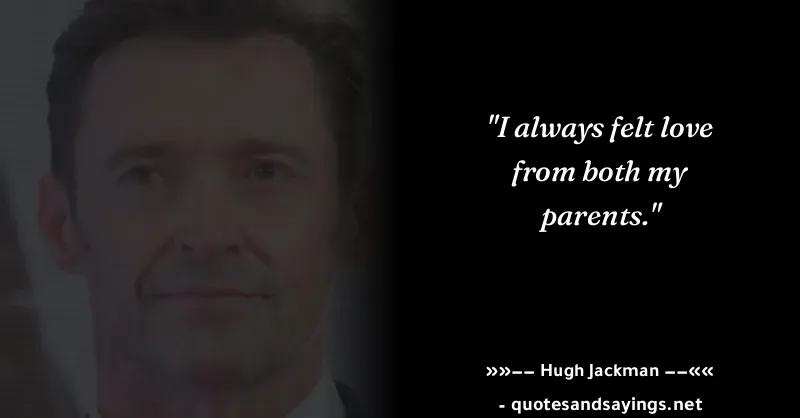 "I always felt love
from both my
parents."
»»−− Hugh Jackman −−««
- quotesandsayings.net